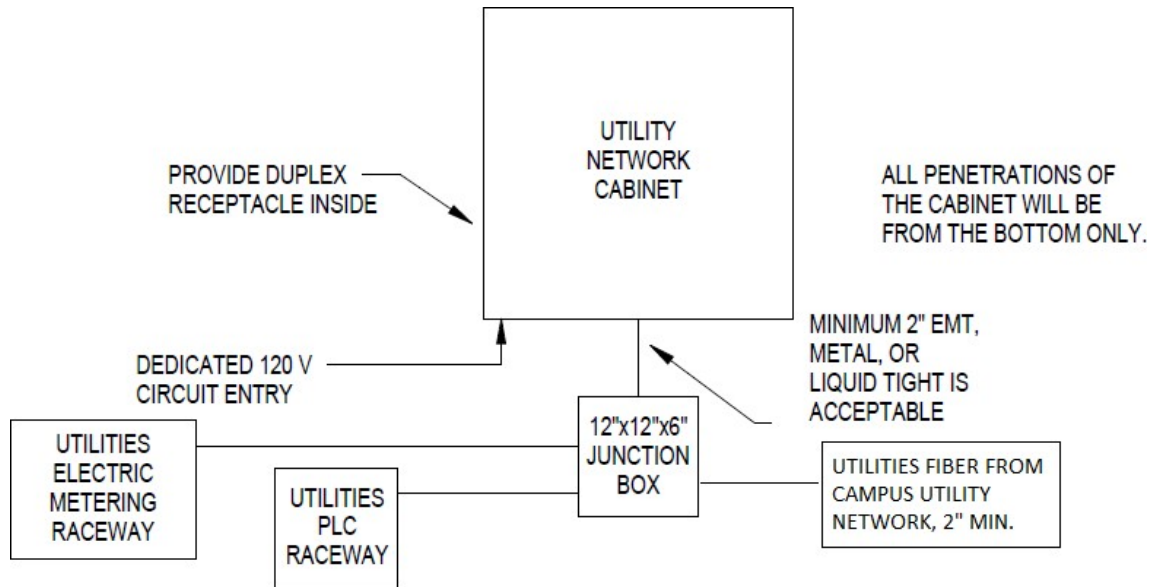 UTILITY
NETWORK
CABINET
PROVIDE DUPLEX
RECEPTACLE INSIDE
ALL PENETRATIONS OF
THE CABINET WILL BE
FROM THE BOTTOM ONLY.
DEDICATED 120 V
CIRCUIT ENTRY
MINIMUM 2" EMT,
METAL, OR
LIQUID TIGHT IS
ACCEPTABLE
UTILITIES
ELECTRIC
METERING
RACEWAY
UTILITIES
PLC
RACEWAY
12"x12"x6"
JUNCTION
BOX
UTILITIES FIBER FROM
CAMPUS UTILITY
NETWORK, 2" MIN.